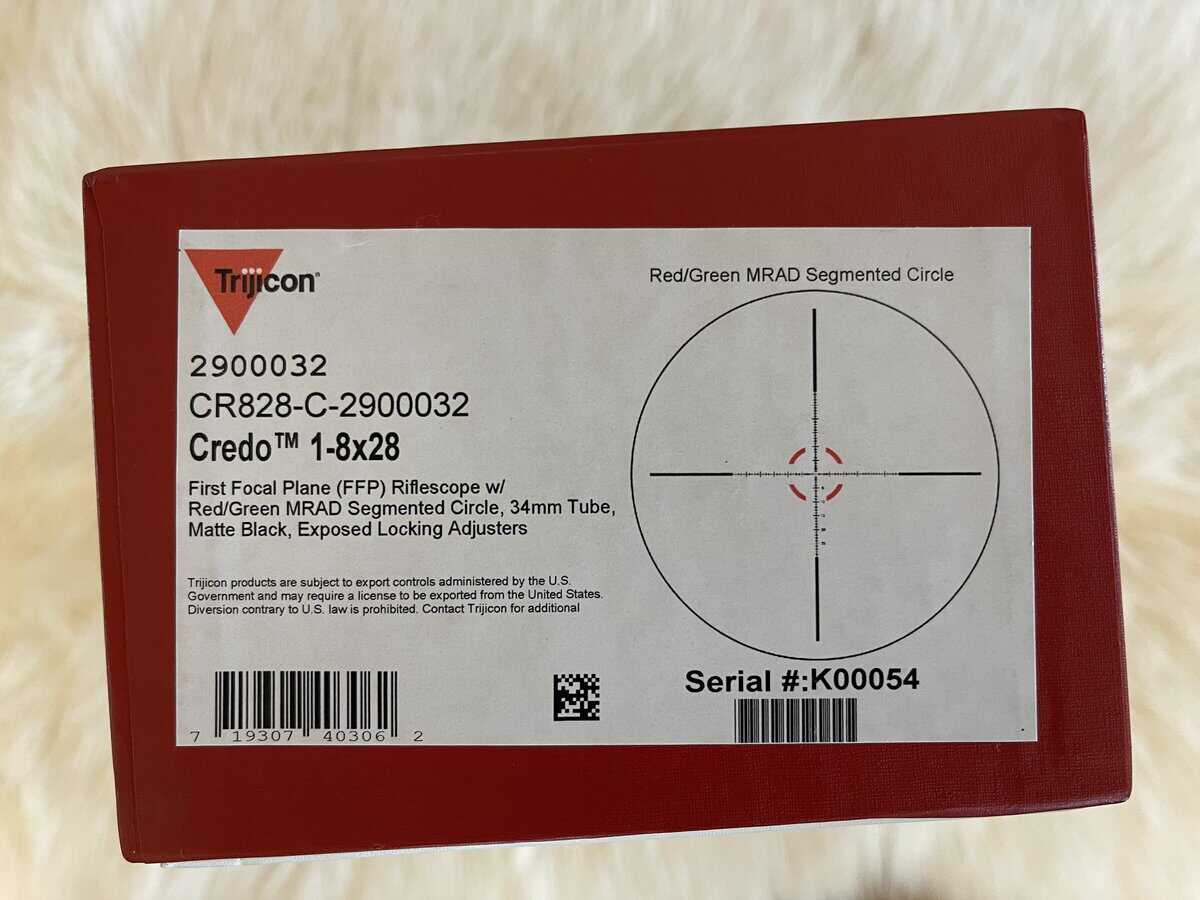 Trijicon®
2900032
CR828-C-2900032
Credo™ 1-8x28
First Focal Plane (FFP) Riflescope w/
Red/Green MRAD Segmented Circle, 34mm Tube,
Matte Black, Exposed Locking Adjusters
Trijicon products are subject to export controls administered by the U.S.
Government and may require a license to be exported from the United States.
Diversion contrary to U.S. law is prohibited. Contact Trijicon for additional
7 19307 40306 2
Red/Green MRAD Segmented Circle
Serial #:K00054